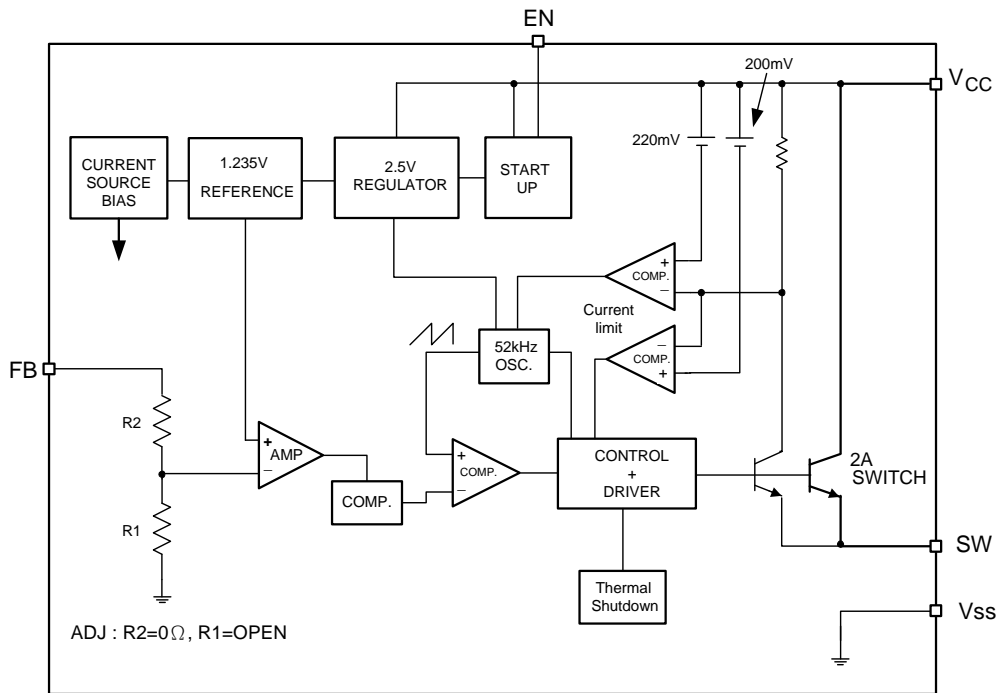 EN
200mV
VCC
220mV
CURRENT
SOURCE
BIAS
1.235V
REFERENCE
2.5V
REGULATOR
START
UP
+
COMP.
−
Current
limit
−
COMP.
+
52kHz
OSC.
FB
R2
+
AMP
−
COMP.
+
COMP.
−
CONTROL
+
DRIVER
2A
SWITCH
R1
SW
Thermal
Shutdown
Vss
ADJ : R2=0Ω, R1=OPEN